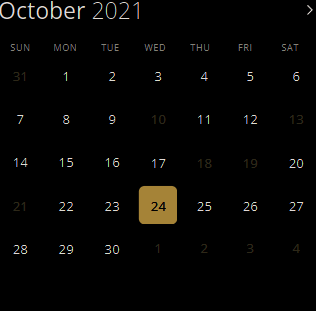 October 2021
SUN MON TUE WED THU FRI SAT
31 1 2 3 4 5 6
7 8 9 10 11 12 13
14 15 16 17 18 19 20
21 22 23 24 25 26 27
28 29 30 1 2 3 4